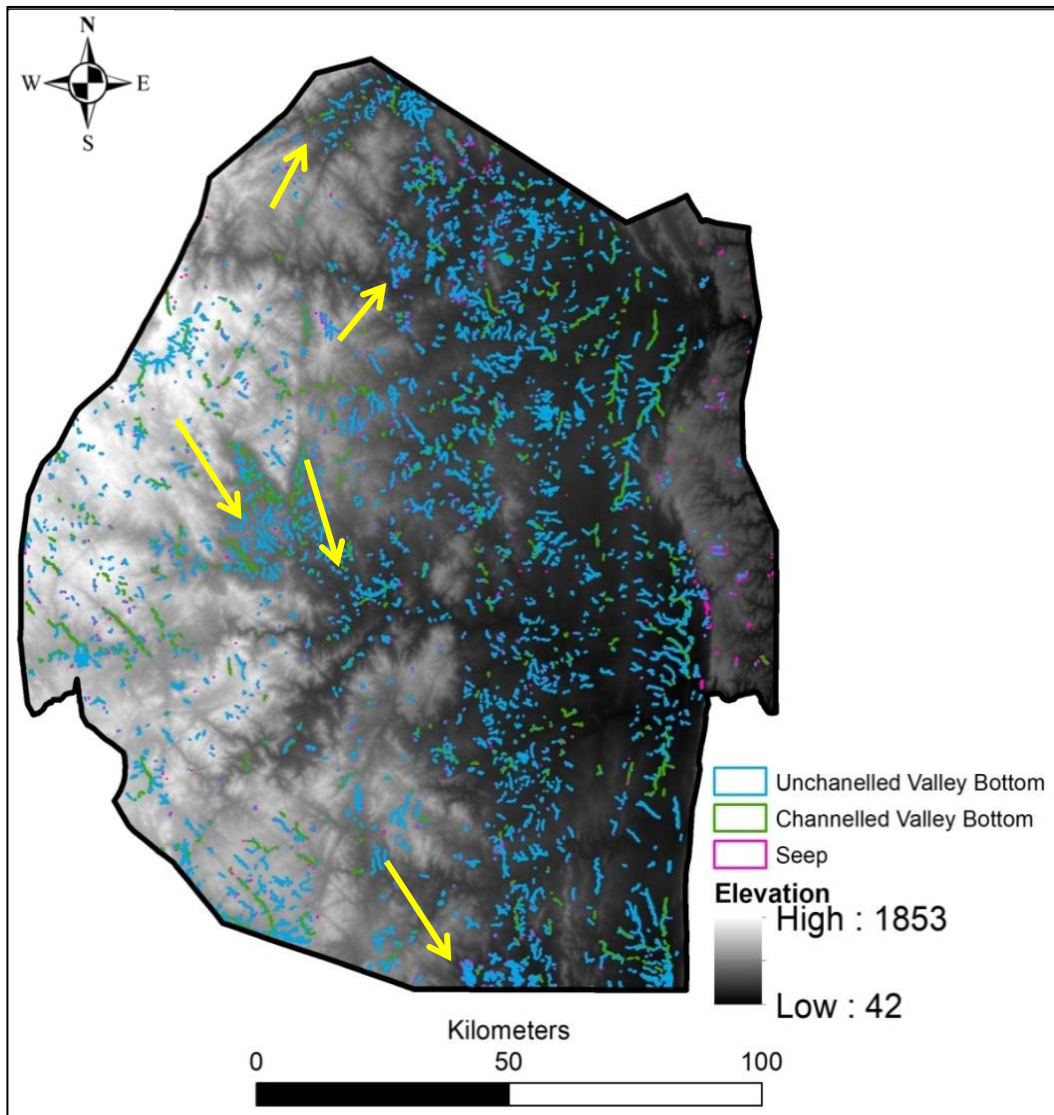 N
W E
S
Unchanelled Valley Bottom
Channelled Valley Bottom
Seep
Elevation
High : 1853
Low : 42
Kilometers
0 50 100